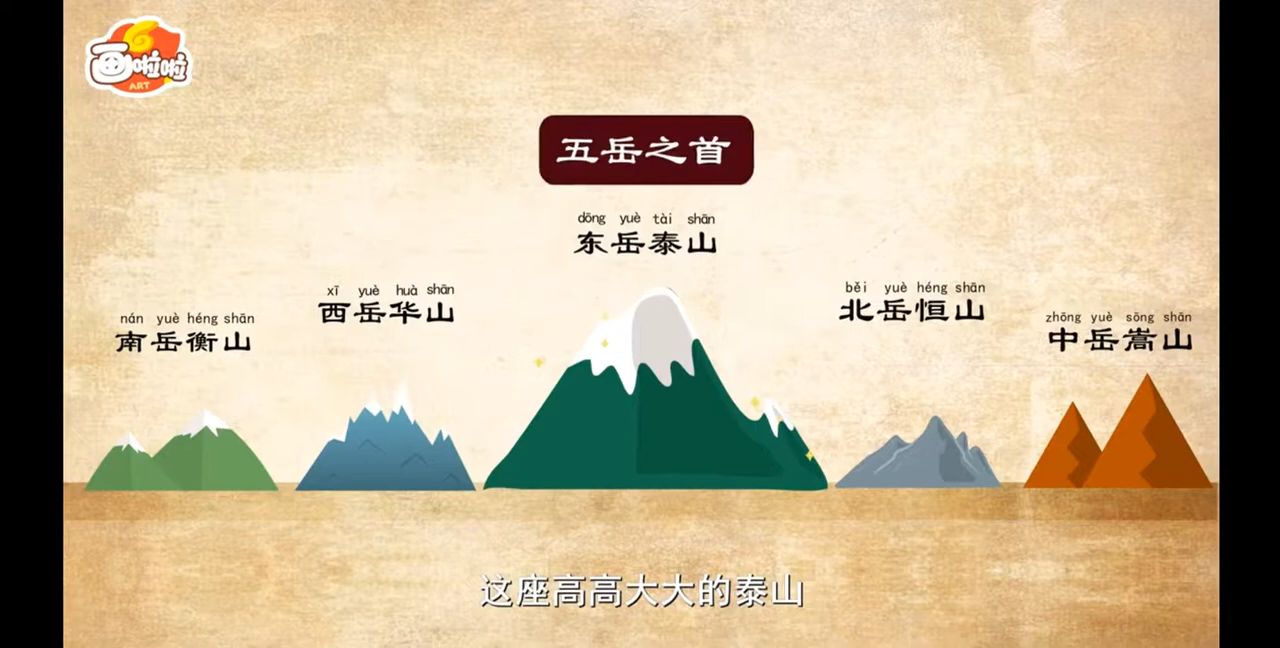 画啦啦
ART
五岳之首
dōng yuè tài shān
东岳泰山
xī yuè huà shān
西岳华山
běi yuè héng shān
北岳恒山
nán yuè héng shān
南岳衡山
zhōng yuè sōng shān
中岳嵩山
这座高高大大的泰山